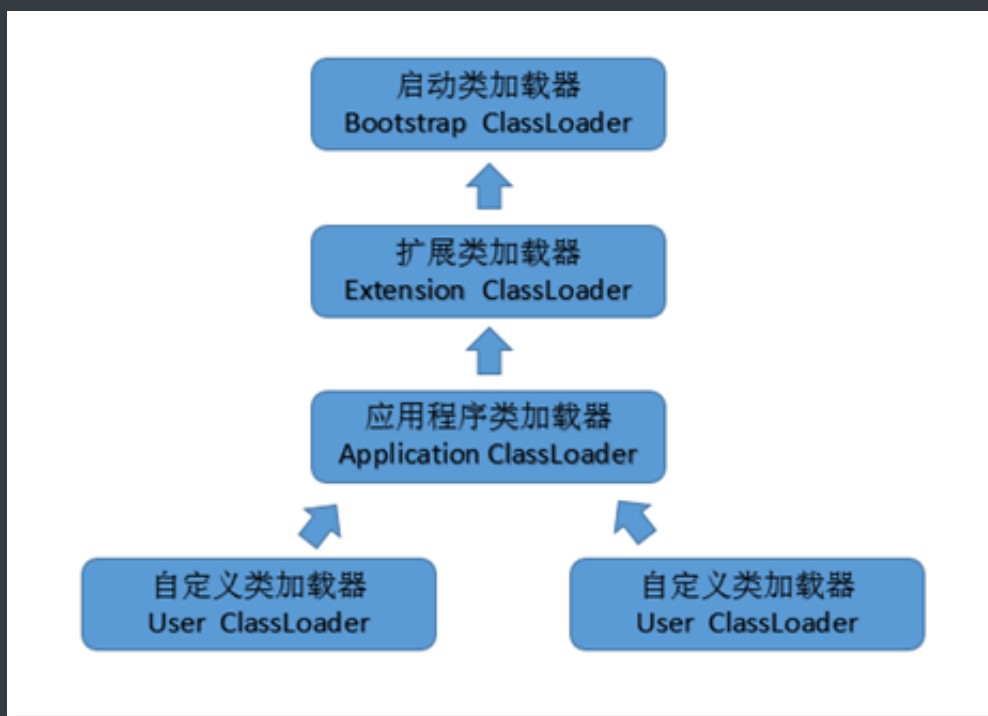 启动类加载器
Bootstrap ClassLoader
扩展类加载器
Extension ClassLoader
应用程序类加载器
Application ClassLoader
自定义类加载器
User ClassLoader
自定义类加载器
User ClassLoader